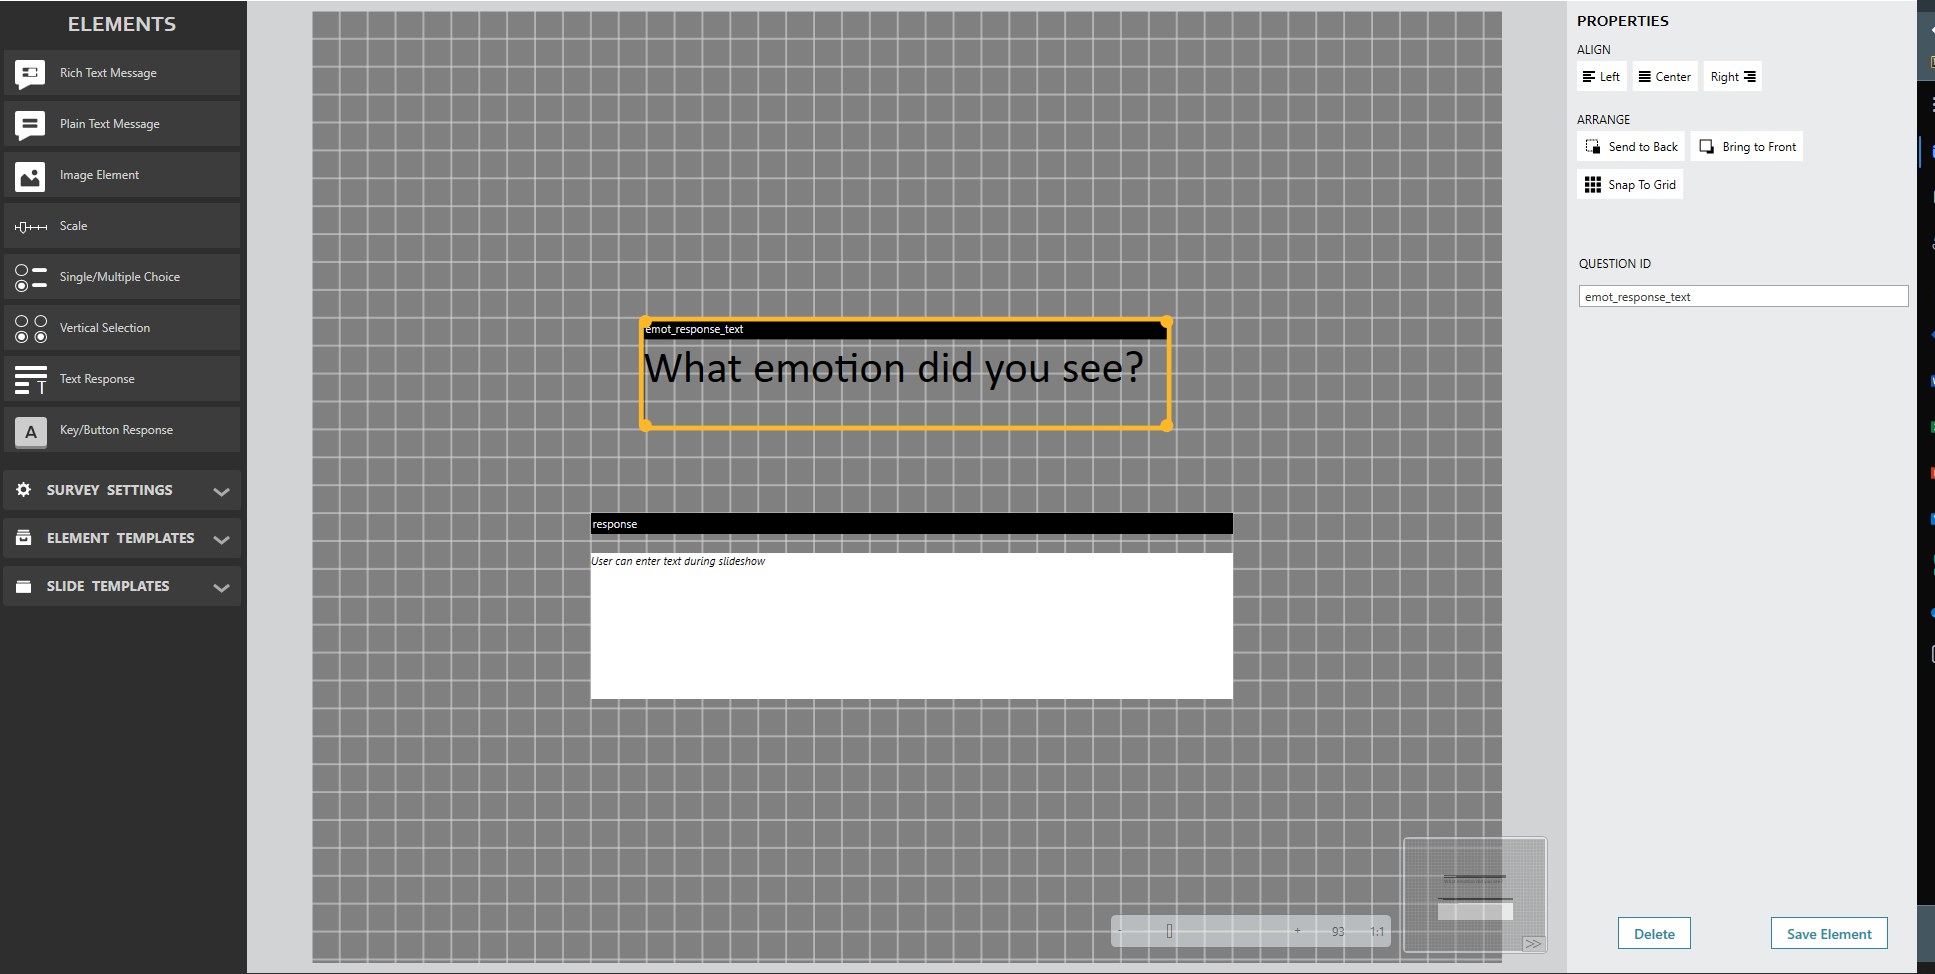 ELEMENTS
Rich Text Message
Plain Text Message
Image Element
Scale
Single/Multiple Choice
Vertical Selection
T
Text Response
A
Key/Button Response
SURVEY SETTINGS
ELEMENT TEMPLATES
SLIDE TEMPLATES
emot_response_text
What emotion did you see?
response
User can enter text during slideshow
- + 93 1:1
>>
PROPERTIES
ALIGN
Left Center Right
ARRANGE
Send to Back Bring to Front
Snap To Grid
QUESTION ID
emot_response_text
Delete Save Element